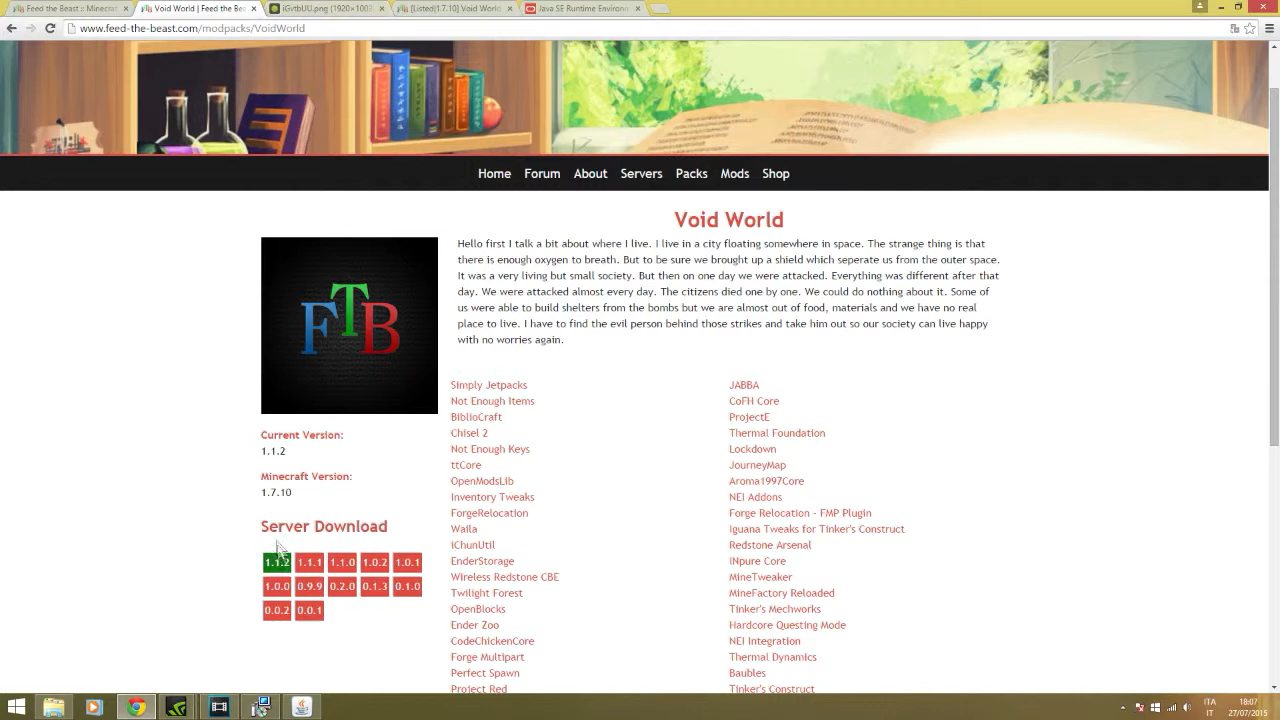 Feed the Beast :: Minecraft
Void World | Feed the Bea
iGvtbUU.png (1920×100
[Listed[1.7.10] Void World
Java SE Runtime Environ
www.feed-the-beast.com/modpacks/VoidWorld
Home Forum About Servers Packs Mods Shop
Void World
Hello first I talk a bit about where I live. I live in a city floating somewhere in space. The strange thing is that
there is enough oxygen to breath. But to be sure we brought up a shield which seperate us from the outer space.
It was a very living but small society. But then on one day we were attacked. Everything was different after that
day. We were attacked almost every day. The citizens died one by one. We could do nothing about it. Some of
us were able to build shelters from the bombs but we are almost out of food, materials and we have no real
place to live. I have to find the evil person behind those strikes and take him out so our society can live happy
with no worries again.
FTB
Current Version:
1.1.2
Minecraft Version:
1.7.10
Server Download
1.1.2 1.1.1 1.1.0 1.0.2 1.0.1
1.0.0 0.9.9 0.2.0 0.1.3 0.1.0
0.0.2 0.0.1
Simply Jetpacks
Not Enough Items
BiblioCraft
Chisel 2
Not Enough Keys
ttCore
OpenModsLib
Inventory Tweaks
ForgeRelocation
Waila
iChunUtil
EnderStorage
Wireless Redstone CBE
Twilight Forest
OpenBlocks
Ender Zoo
CodeChickenCore
Forge Multipart
Perfect Spawn
Project Red
JABBA
CoFH Core
ProjectE
Thermal Foundation
Lockdown
JourneyMap
Aroma1997Core
NEI Addons
Forge Relocation - FMP Plugin
Iguana Tweaks for Tinker's Construct
Redstone Arsenal
INpure Core
MineTweaker
MineFactory Reloaded
Tinker's Mechworks
Hardcore Questing Mode
NEI Integration
Thermal Dynamics
Baubles
Tinker's Construct
ITA
IT
18:07
27/07/2015